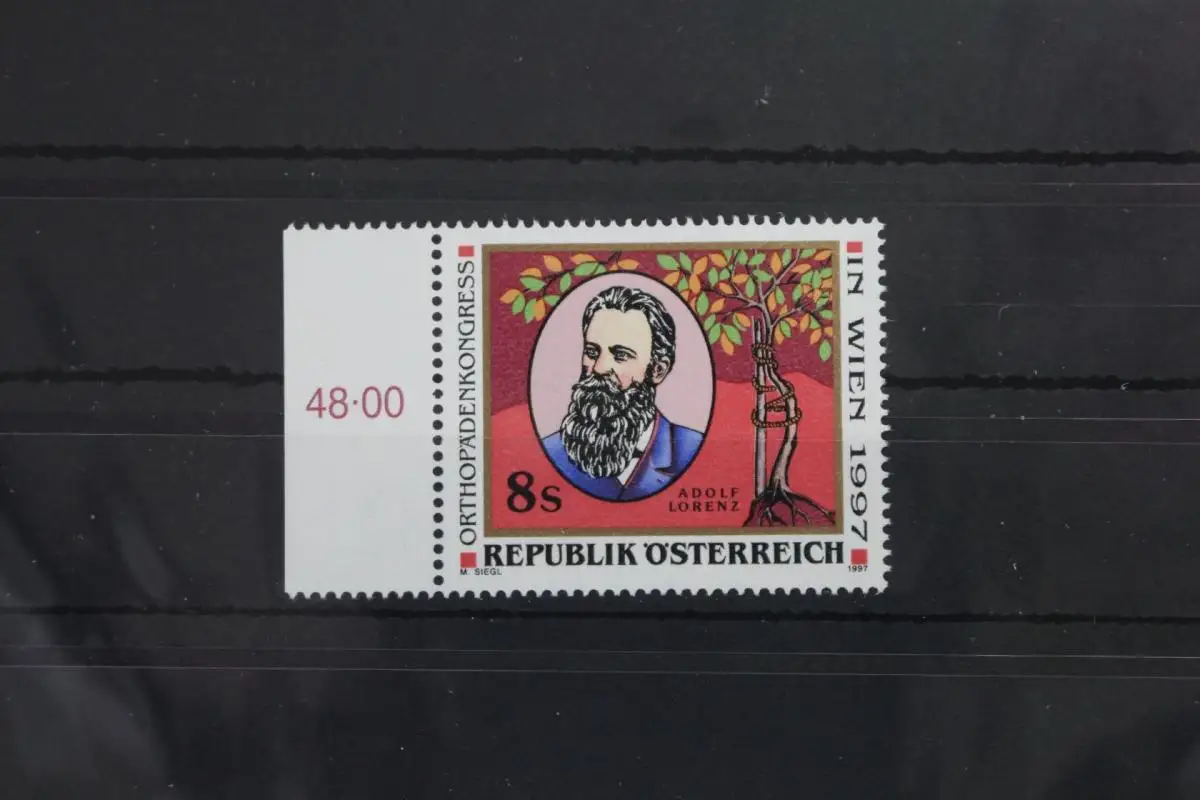 48·00
ORTHOPÄDENKONGRESS
IN WIEN 1997
8S
ADOLF
LORENZ
REPUBLIK ÖSTERREICH
M. SIEGL
1997